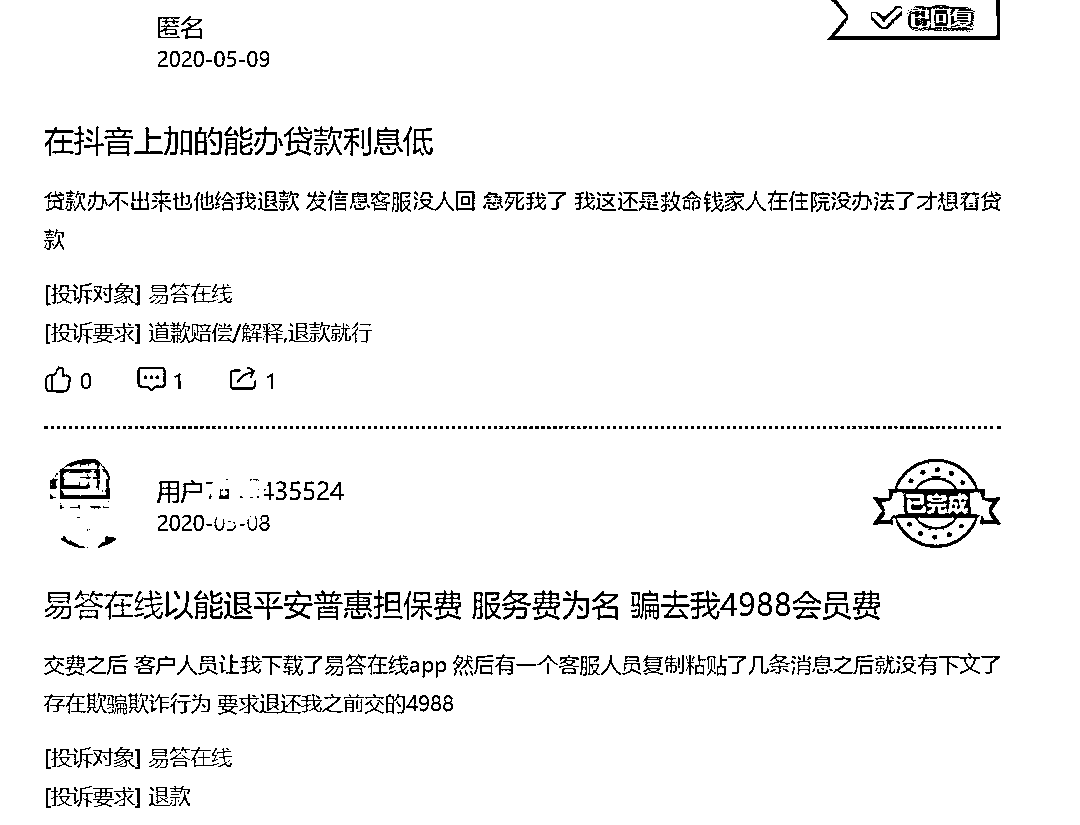 匿名
已回复
2020-05-09
在抖音上加的能办贷款利息低
贷款办不出来也他给我退款 发信息客服没人回 急死我了 我这还是救命钱家人在住院没办法了才想着贷
款
[投诉对象] 易答在线
[投诉要求] 道歉赔偿/解释,退款就行
0 1 1
用户 435524
已完成
2020-05-08
易答在线以能退平安普惠担保费 服务费为名 骗去我4988会员费
交费之后 客户人员让我下载了易答在线app 然后有一个客服人员复制粘贴了几条消息之后就没有下文了
存在欺骗欺诈行为 要求退还我之前交的4988
[投诉对象] 易答在线
[投诉要求] 退款